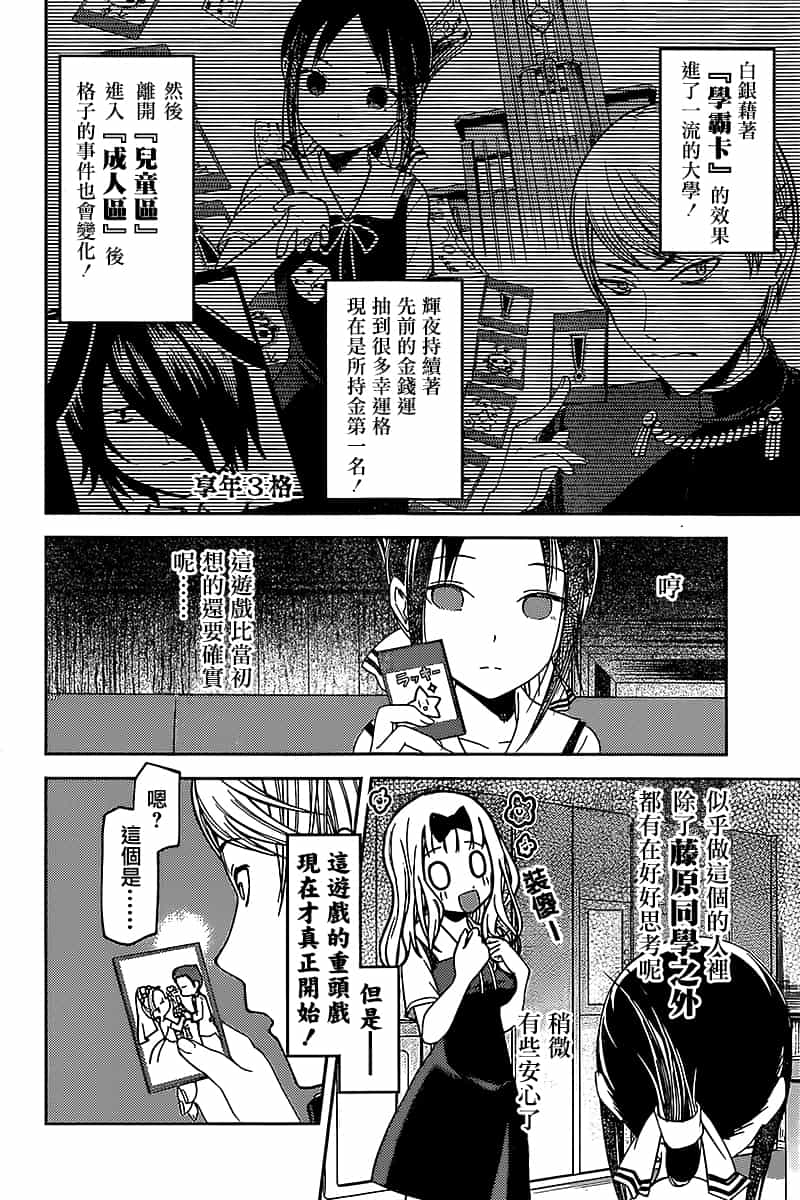 白銀藉著
『學霸卡』的效果
進了一流的大學！
輝夜持續著
先前的金錢運
抽到很多幸運格
現在是所持金第一名！
然後
離開『兒童區』
進入『成人區』後
格子的事件也會變化！
享年3格
哼
ラッキー
這遊戲比當初
想的還要確實
呢……
似乎做這個的人裡
除了藤原同學之外
都有在好好思考呢
裝傻ー
稍微
有些安心了
但是——
這遊戲的重頭戲
現在才真正開始！
嗯？
這個是……